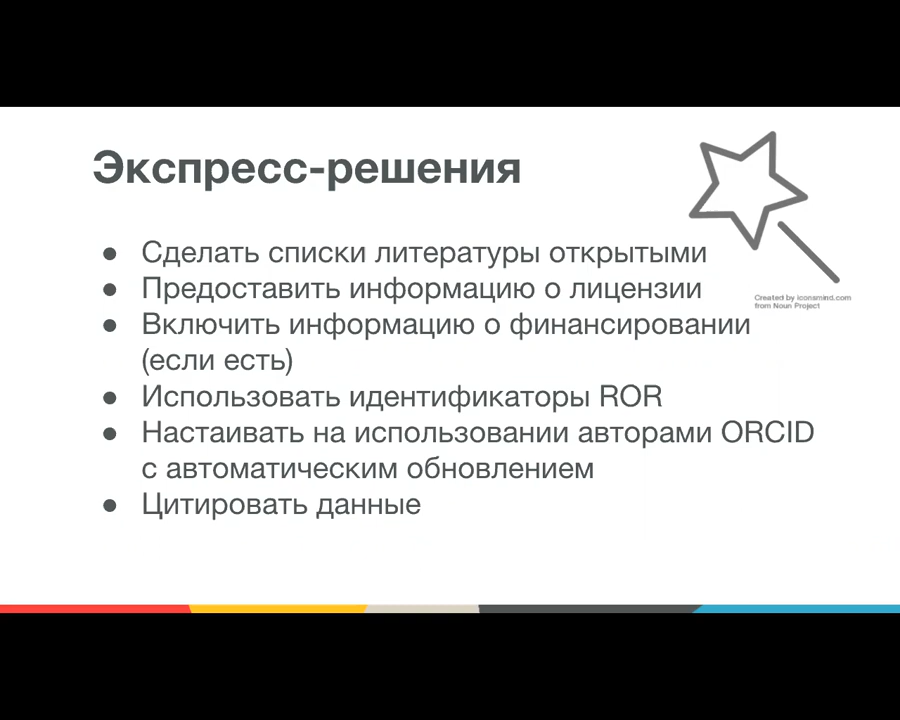 Экспресс-решения
● Сделать списки литературы открытыми
● Предоставить информацию о лицензии
● Включить информацию о финансировании
(если есть)
● Использовать идентификаторы ROR
● Настаивать на использовании авторами ORCID
с автоматическим обновлением
● Цитировать данные
Created by iconsmind.com
from Noun Project